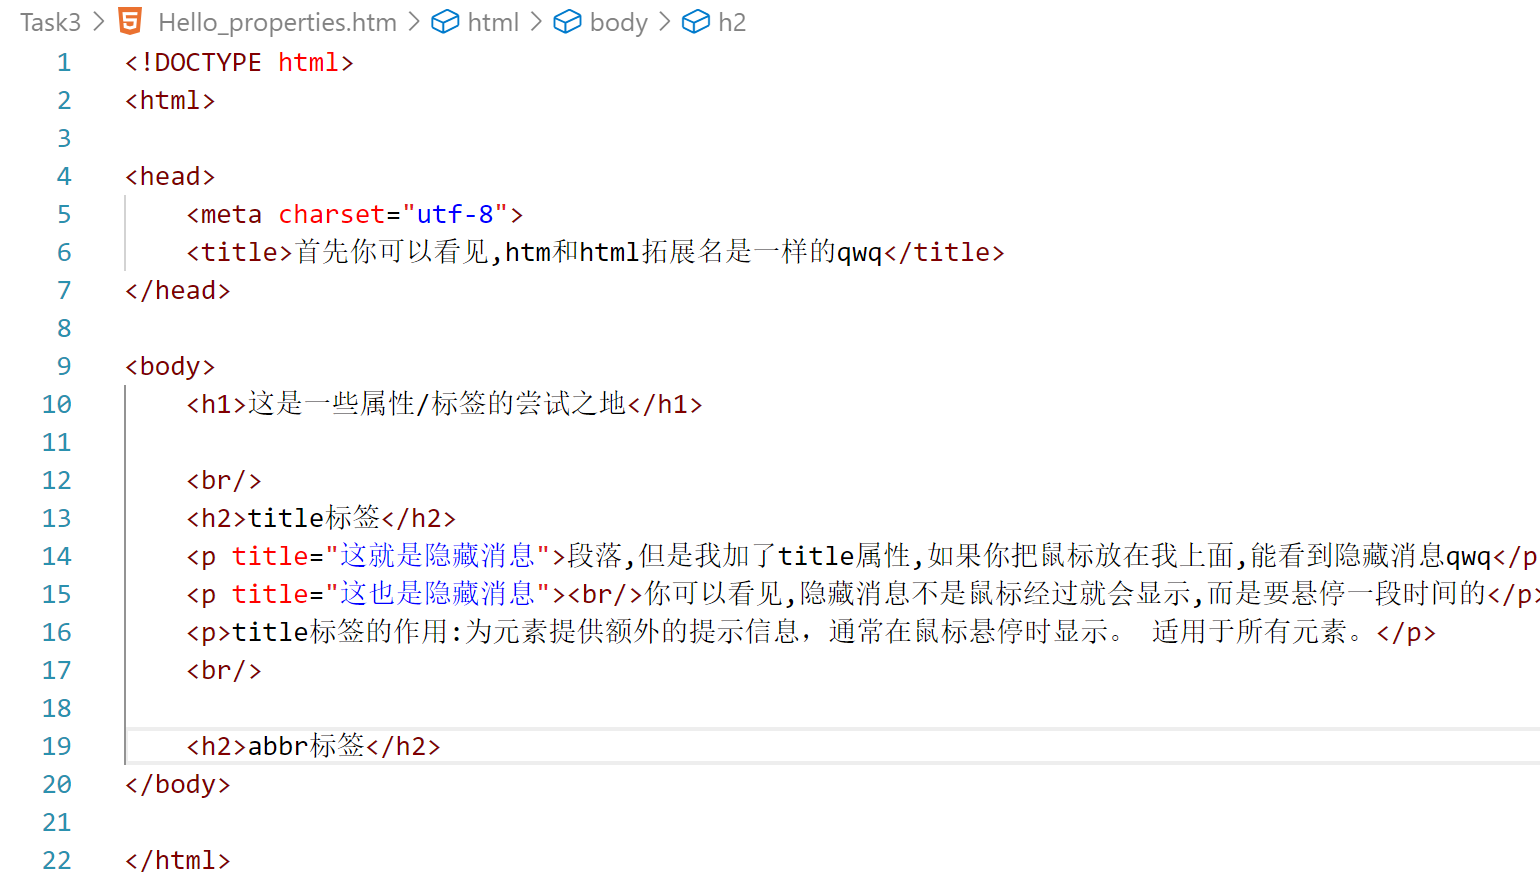 Task3 > Hello_properties.htm > html > body > h2
1 <!DOCTYPE html>
2 <html>
3
4 <head>
5 <meta charset="utf-8">
6 <title>首先你可以看见,htm和html拓展名是一样的qwq</title>
7 </head>
8
9 <body>
10 <h1>这是一些属性/标签的尝试之地</h1>
11
12 <br/>
13 <h2>title标签</h2>
14 <p title="这就是隐藏消息">段落,但是我加了title属性,如果你把鼠标放在我上面,能看到隐藏消息qwq</p
15 <p title="这也是隐藏消息"><br/>你可以看见,隐藏消息不是鼠标经过就会显示,而是要悬停一段时间的</p>
16 <p>title标签的作用:为元素提供额外的提示信息，通常在鼠标悬停时显示。 适用于所有元素。</p>
17 <br/>
18
19 <h2>abbr标签</h2>
20 </body>
21
22 </html>